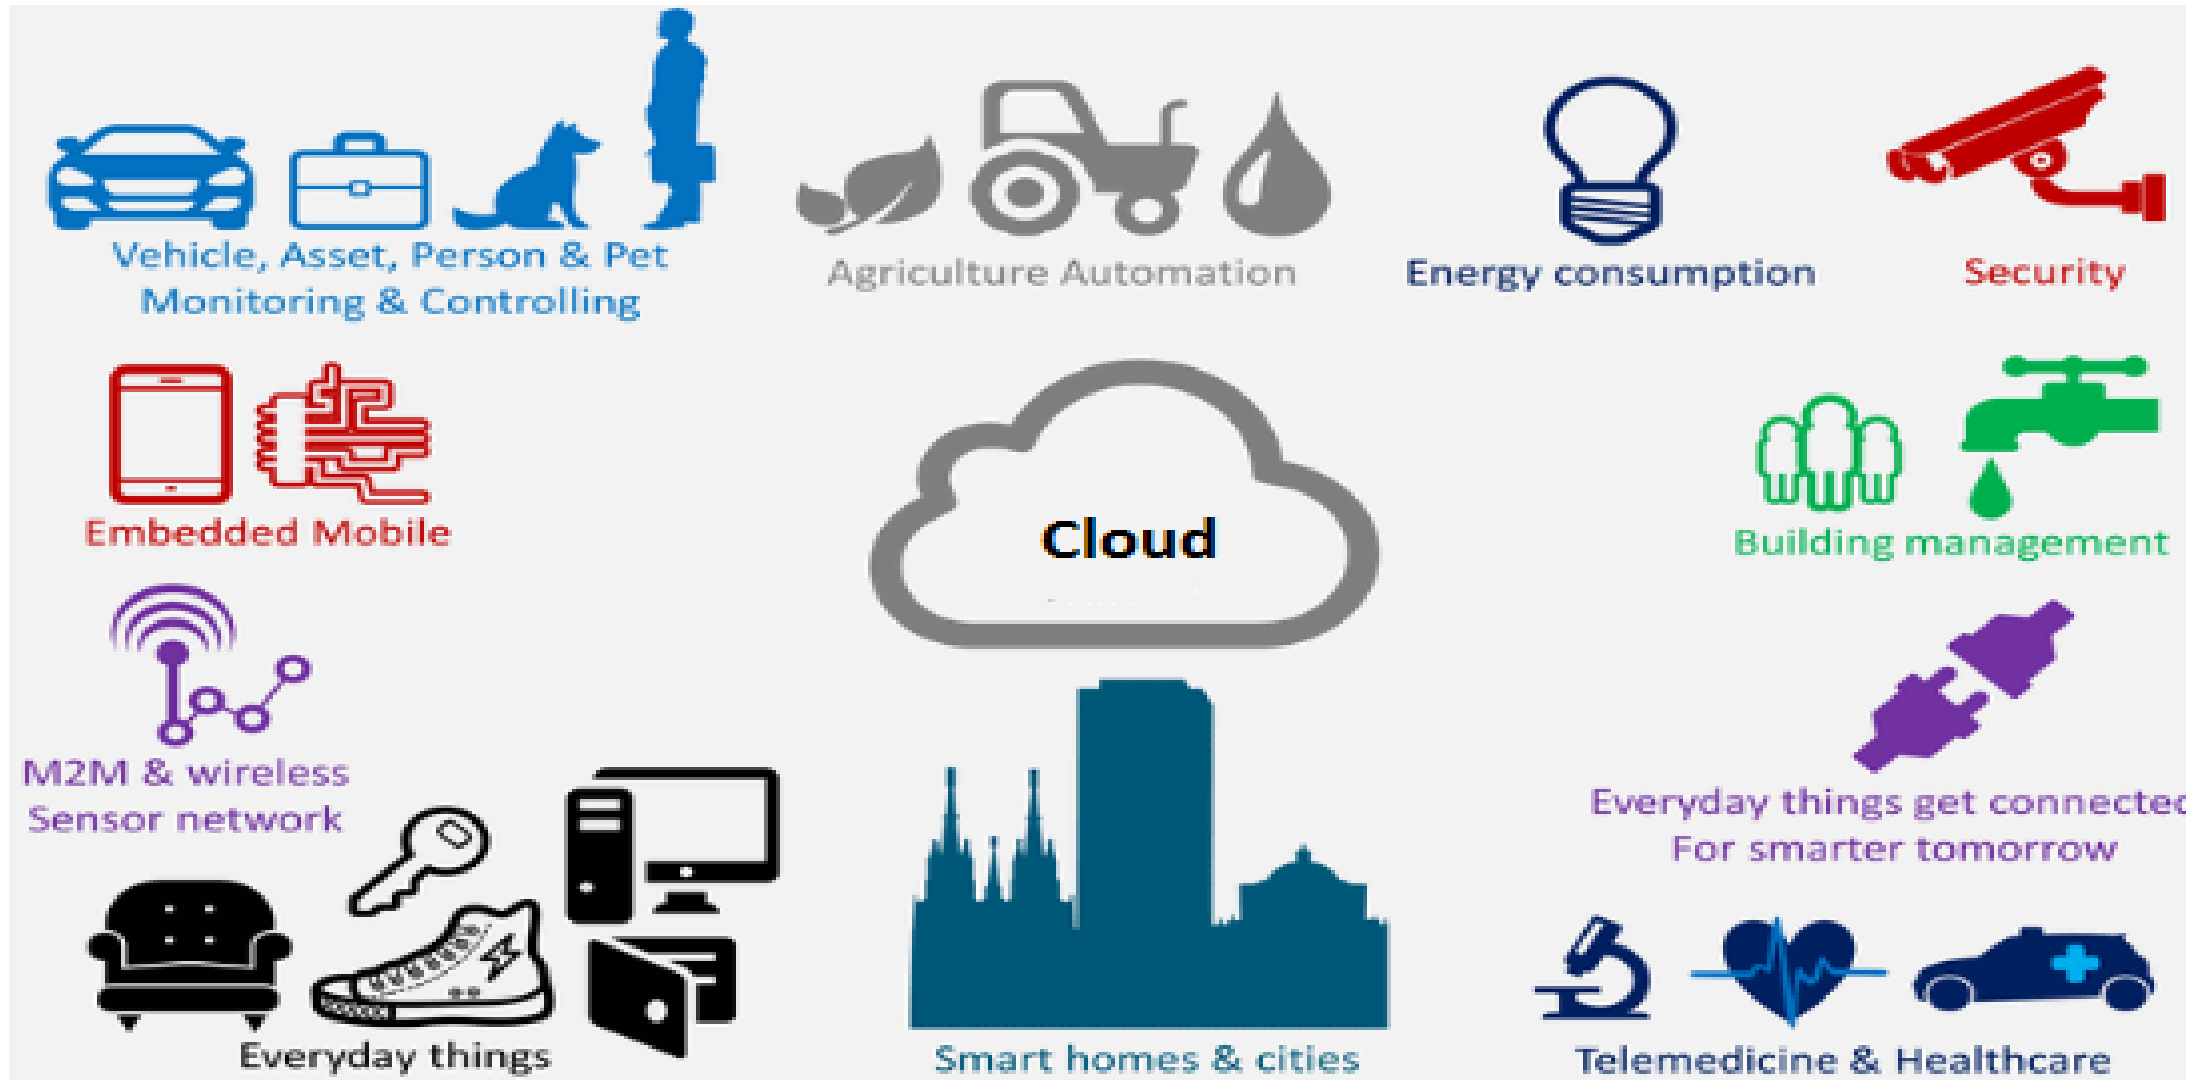 Vehicle, Asset, Person & Pet
Monitoring & Controlling
Agriculture Automation
Energy consumption
Security
Embedded Mobile
Cloud
Building management
M2M & wireless
Sensor network
Everyday things get connected
For smarter tomorrow
Everyday things
Smart homes & cities
Telemedicine & Healthcare